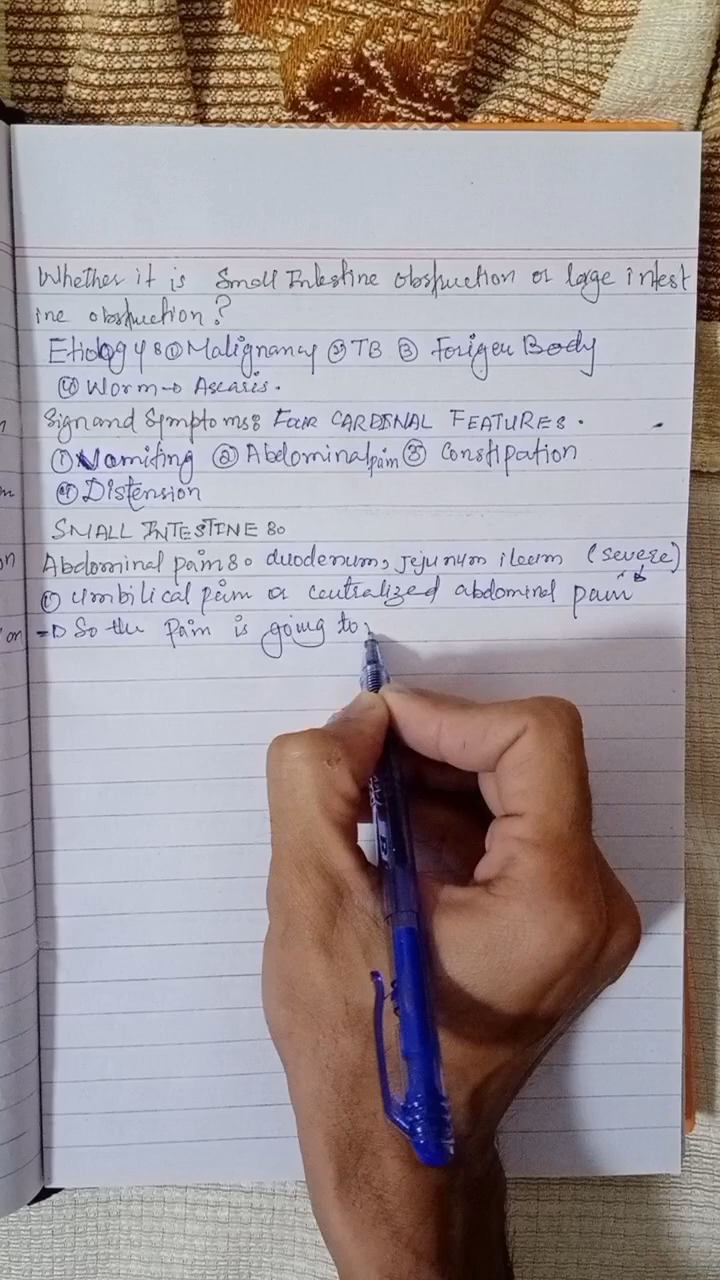 Whether it is Small Intestine obstruction or large intest
ine obstruction?
Etiology :- ① Malignancy ② TB ③ Forigen Body
④ Worm → Ascaris.
Sign and Symptoms: FOUR CARDENAL FEATURES.
① Vomiting ② Abdominal pain ③ Constipation
④ Distension
SMALL INTESTINE :-
Abdominal pain :- duodenum, jejunum ileum (severe)
① Umbilical pain or centralized abdominal pain
→ So the Pain is going to